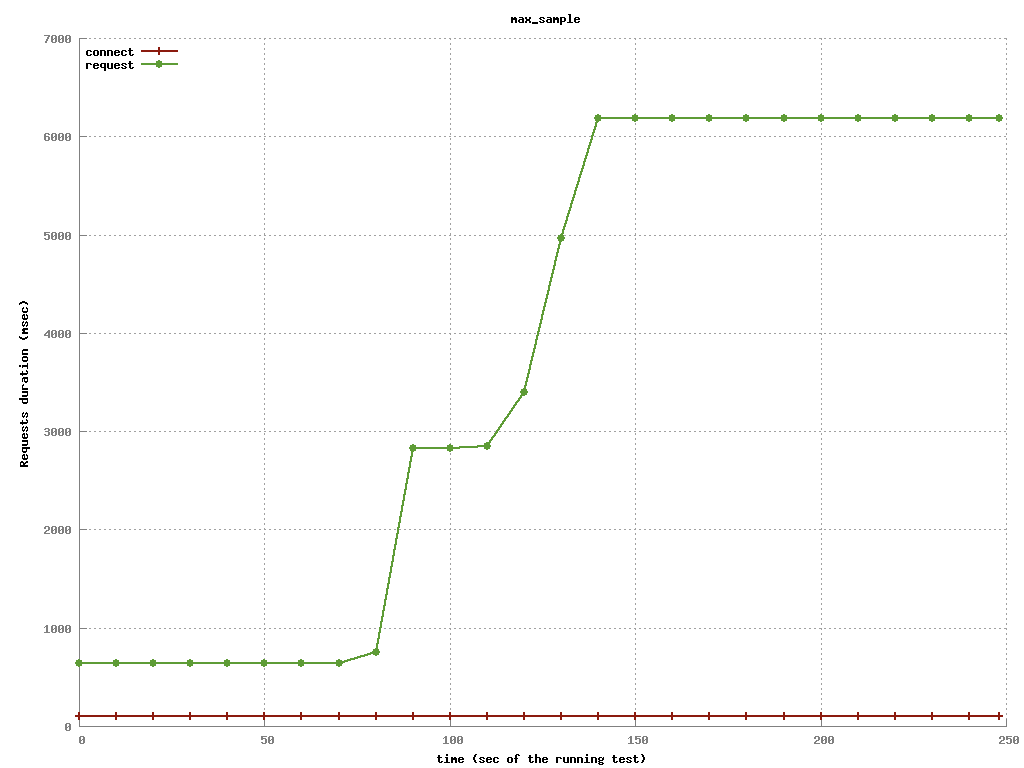 max_sample
7000
6000
5000
4000
3000
2000
1000
0
connect
request
Requests duration (msec)
0 50 100 150 200 250
time (sec of the running test)